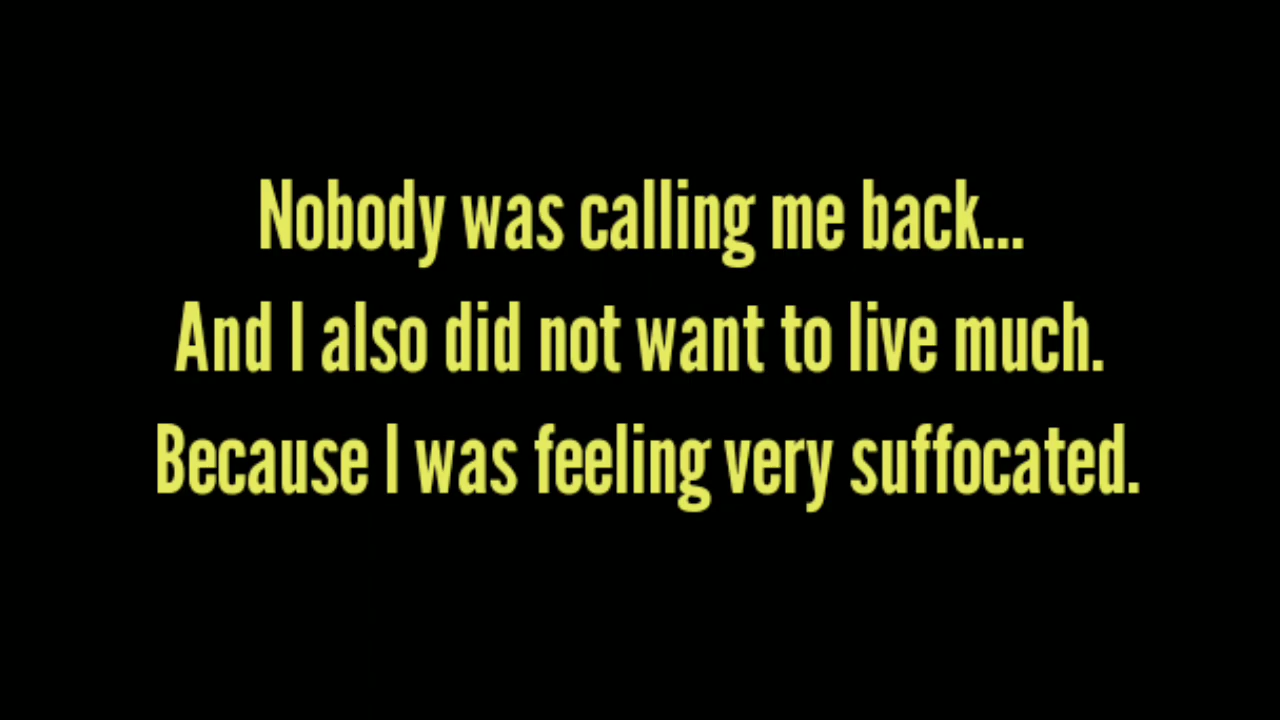 Nobody was calling me back...
And I also did not want to live much.
Because I was feeling very suffocated.